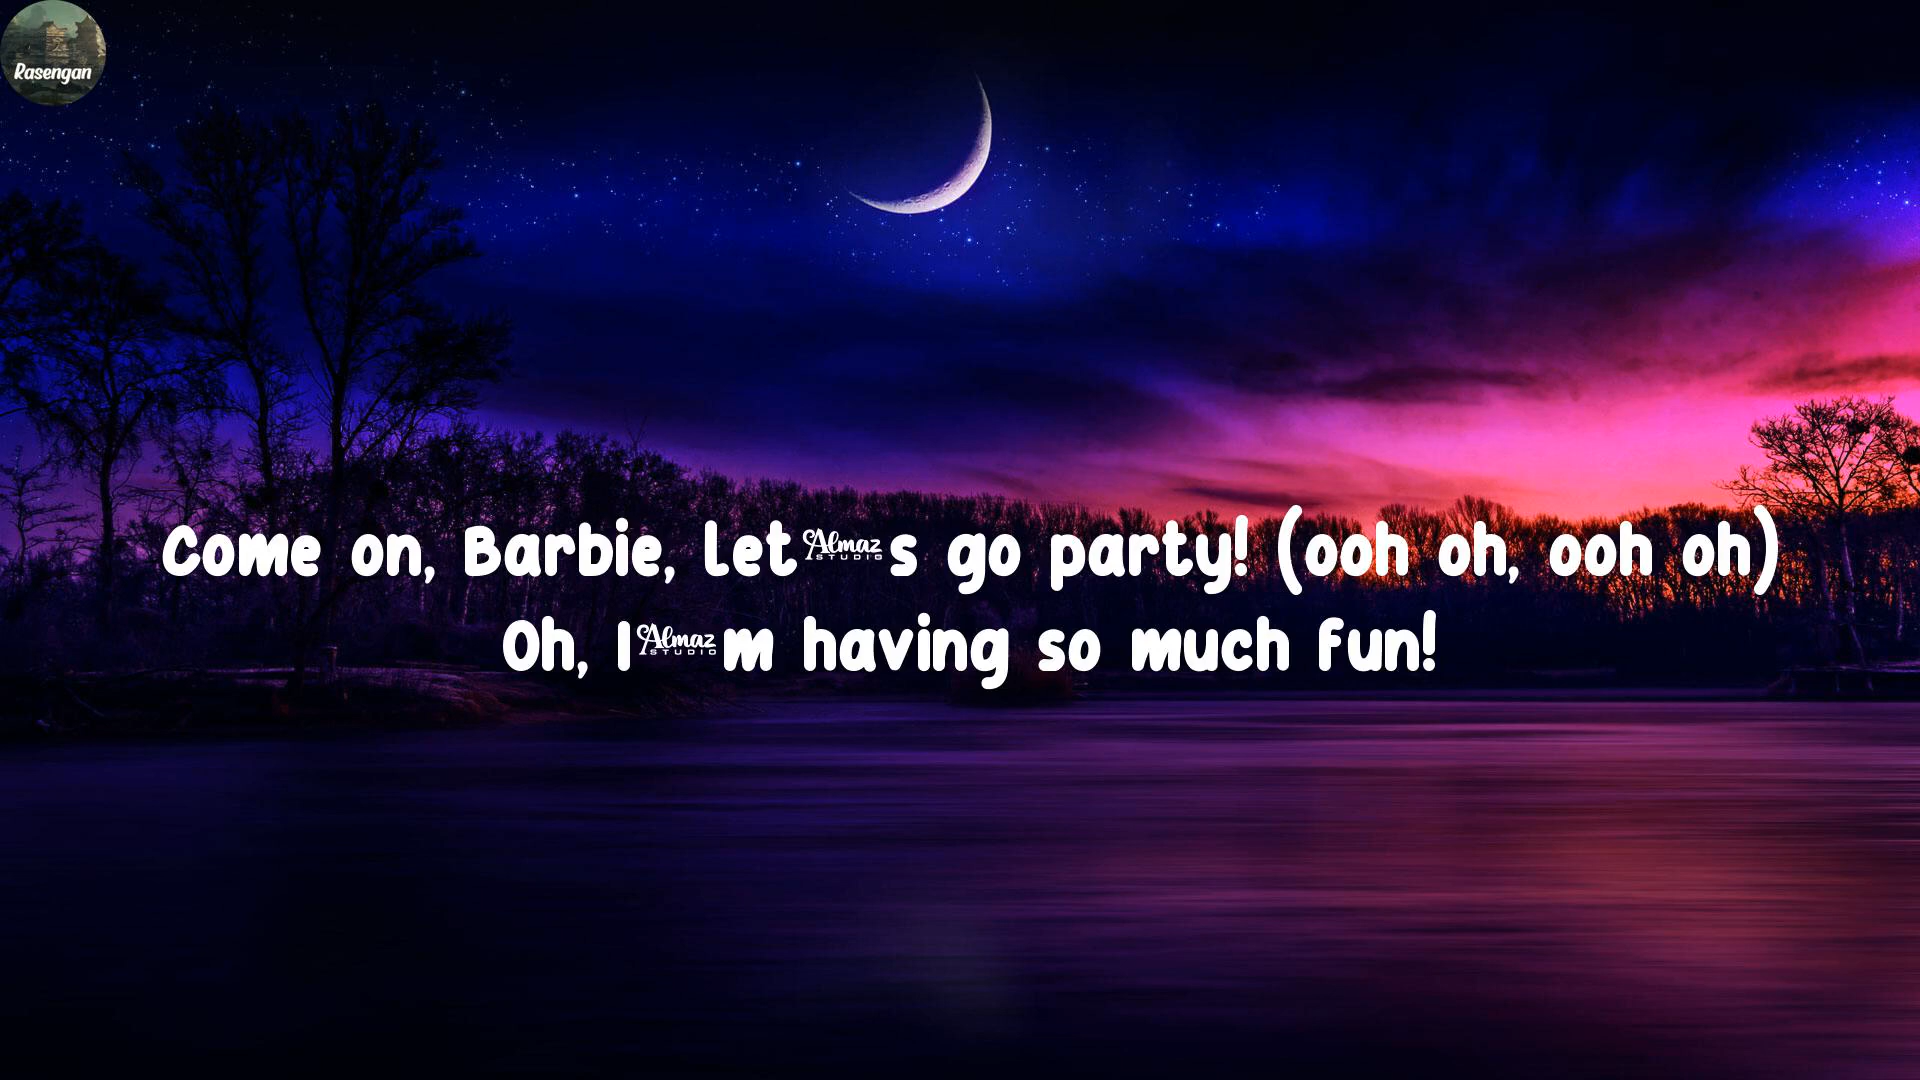 Rasengan
Come on, Barbie, letAlmaz STUDIOs go party! (ooh oh, ooh oh)
Oh, IAlmaz STUDIOm having so much fun!